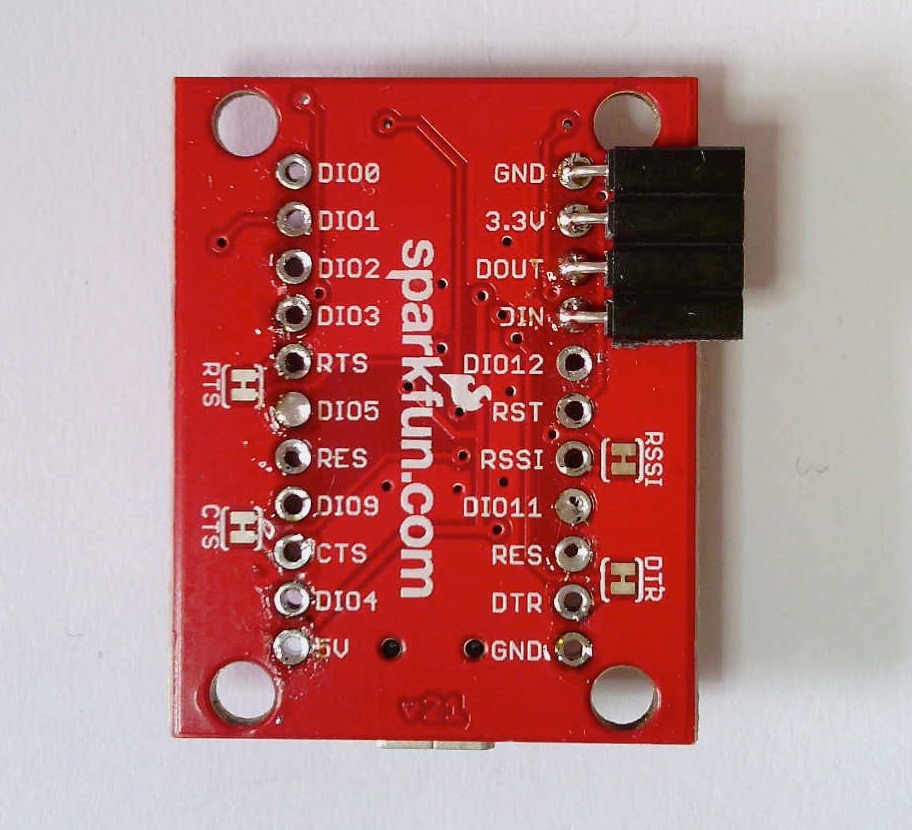 DIO0
DIO1
DIO2
DIO3
RTS
DIO5
RES
DIO9
CTS
DIO4
5V
RTS
CTS
sparkfun.com
GND
3.3V
DOUT
DIN
DIO12
RST
RSSI
DIO11
RES
DTR
GND
RSSI
DTR